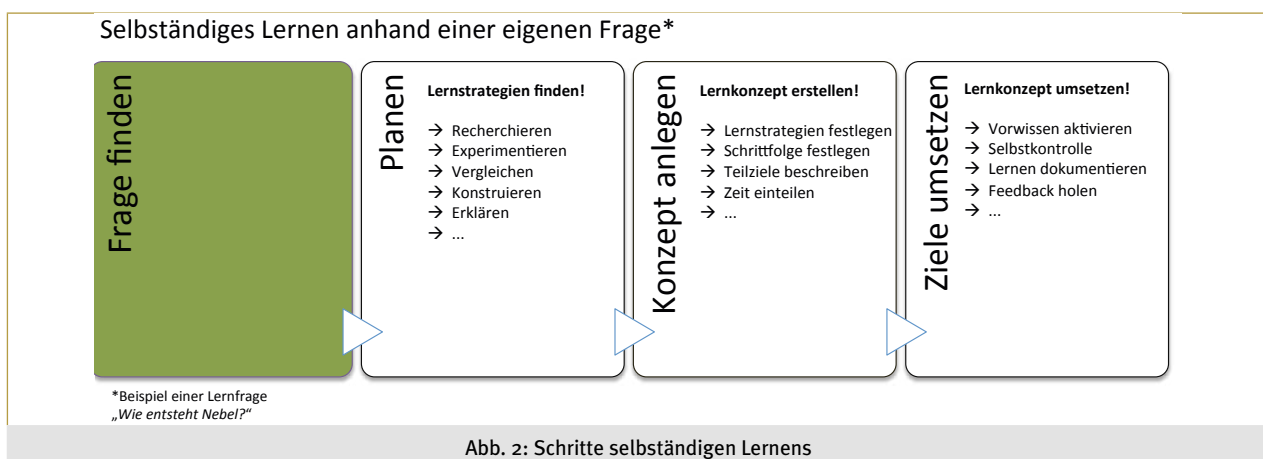 Selbständiges Lernen anhand einer eigenen Frage*
Frage finden
Planen
Lernstrategien finden!
→ Recherchieren
→ Experimentieren
→ Vergleichen
→ Konstruieren
→ Erklären
→ ...
Konzept anlegen
Lernkonzept erstellen!
→ Lernstrategien festlegen
→ Schrittfolge festlegen
→ Teilziele beschreiben
→ Zeit einteilen
→ ...
Ziele umsetzen
Lernkonzept umsetzen!
→ Vorwissen aktivieren
→ Selbstkontrolle
→ Lernen dokumentieren
→ Feedback holen
→ ...
*Beispiel einer Lernfrage
„Wie entsteht Nebel?“
Abb. 2: Schritte selbständigen Lernens